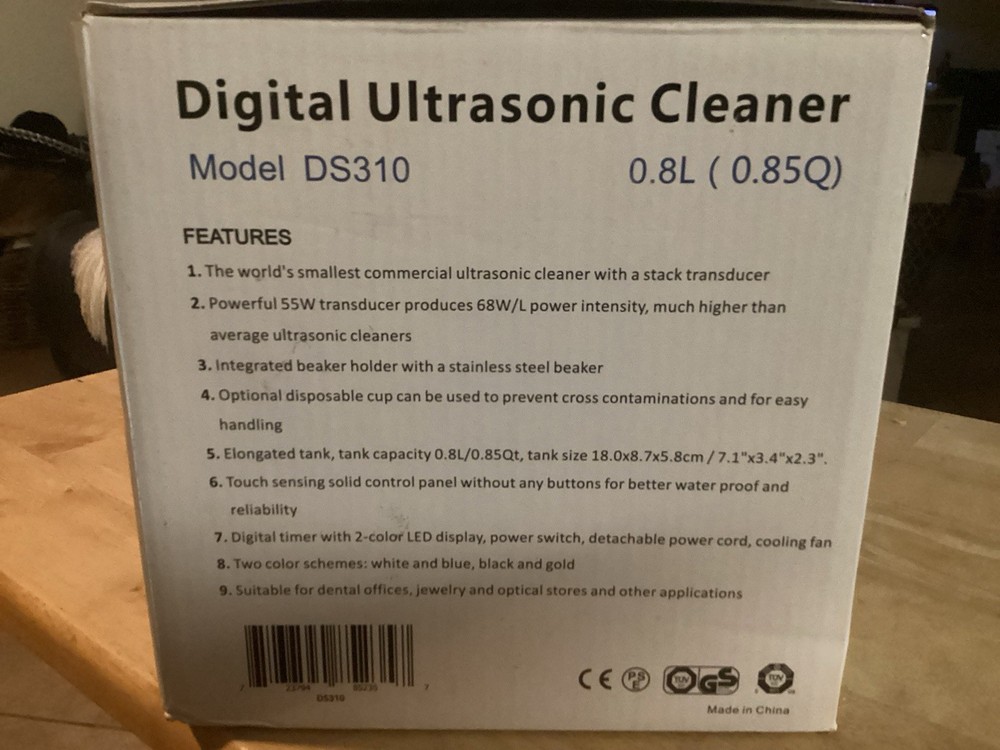 Digital Ultrasonic Cleaner
Model DS310 0.8L ( 0.85Q)
FEATURES
1. The world's smallest commercial ultrasonic cleaner with a stack transducer
2. Powerful 55W transducer produces 68W/L power intensity, much higher than
average ultrasonic cleaners
3. Integrated beaker holder with a stainless steel beaker
4. Optional disposable cup can be used to prevent cross contaminations and for easy
handling
5. Elongated tank, tank capacity 0.8L/0.85Qt, tank size 18.0x8.7x5.8cm / 7.1"x3.4"x2.3".
6. Touch sensing solid control panel without any buttons for better water proof and
reliability
7. Digital timer with 2-color LED display, power switch, detachable power cord, cooling fan
8. Two color schemes: white and blue, black and gold
9. Suitable for dental offices, jewelry and optical stores and other applications
7 7
DS310
CE PSE TUV GS TUV
Made in China